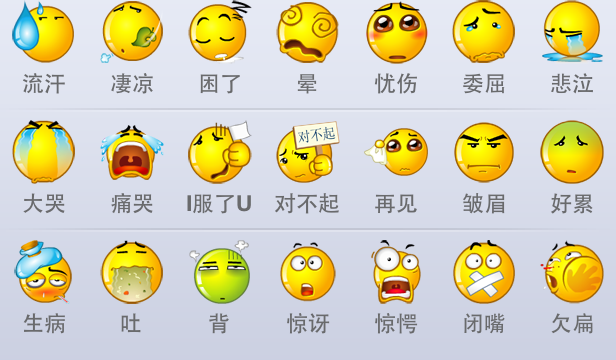 流汗 凄凉 困了 晕 忧伤 委屈 悲泣
对不起
大哭 痛哭 I服了U 对不起 再见 皱眉 好累
生病 吐 背 惊讶 惊愕 闭嘴 欠扁